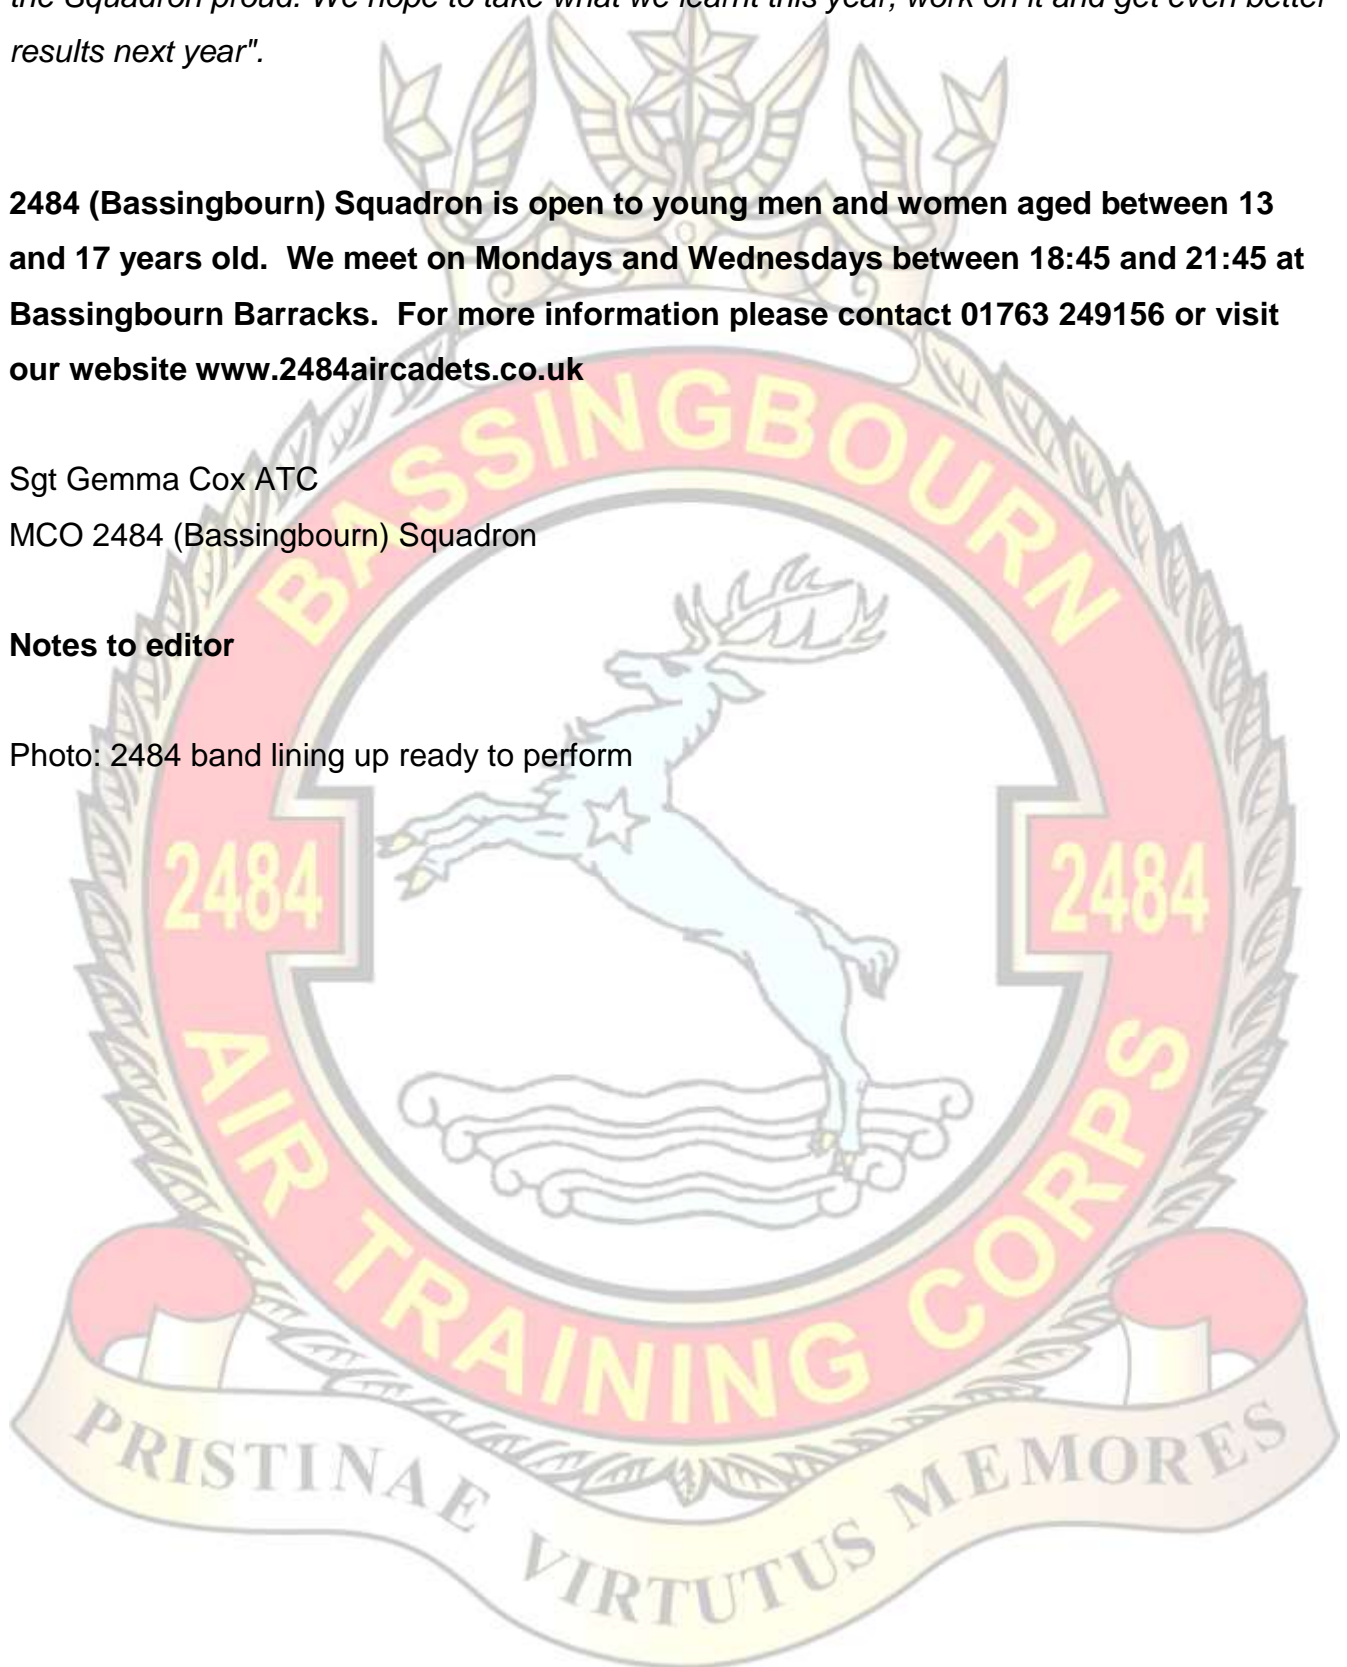 the Squadron proud. We hope to take what we learnt this year, work on it and get even better
results next year".
2484 (Bassingbourn) Squadron is open to young men and women aged between 13
and 17 years old.  We meet on Mondays and Wednesdays between 18:45 and 21:45 at
Bassingbourn Barracks.  For more information please contact 01763 249156 or visit
our website www.2484aircadets.co.uk
Sgt Gemma Cox ATC
MCO 2484 (Bassingbourn) Squadron
Notes to editor
Photo: 2484 band lining up ready to perform
BASSINGBOURN
2484 2484
AIR TRAINING CORPS
PRISTINAE VIRTUTUS MEMORES